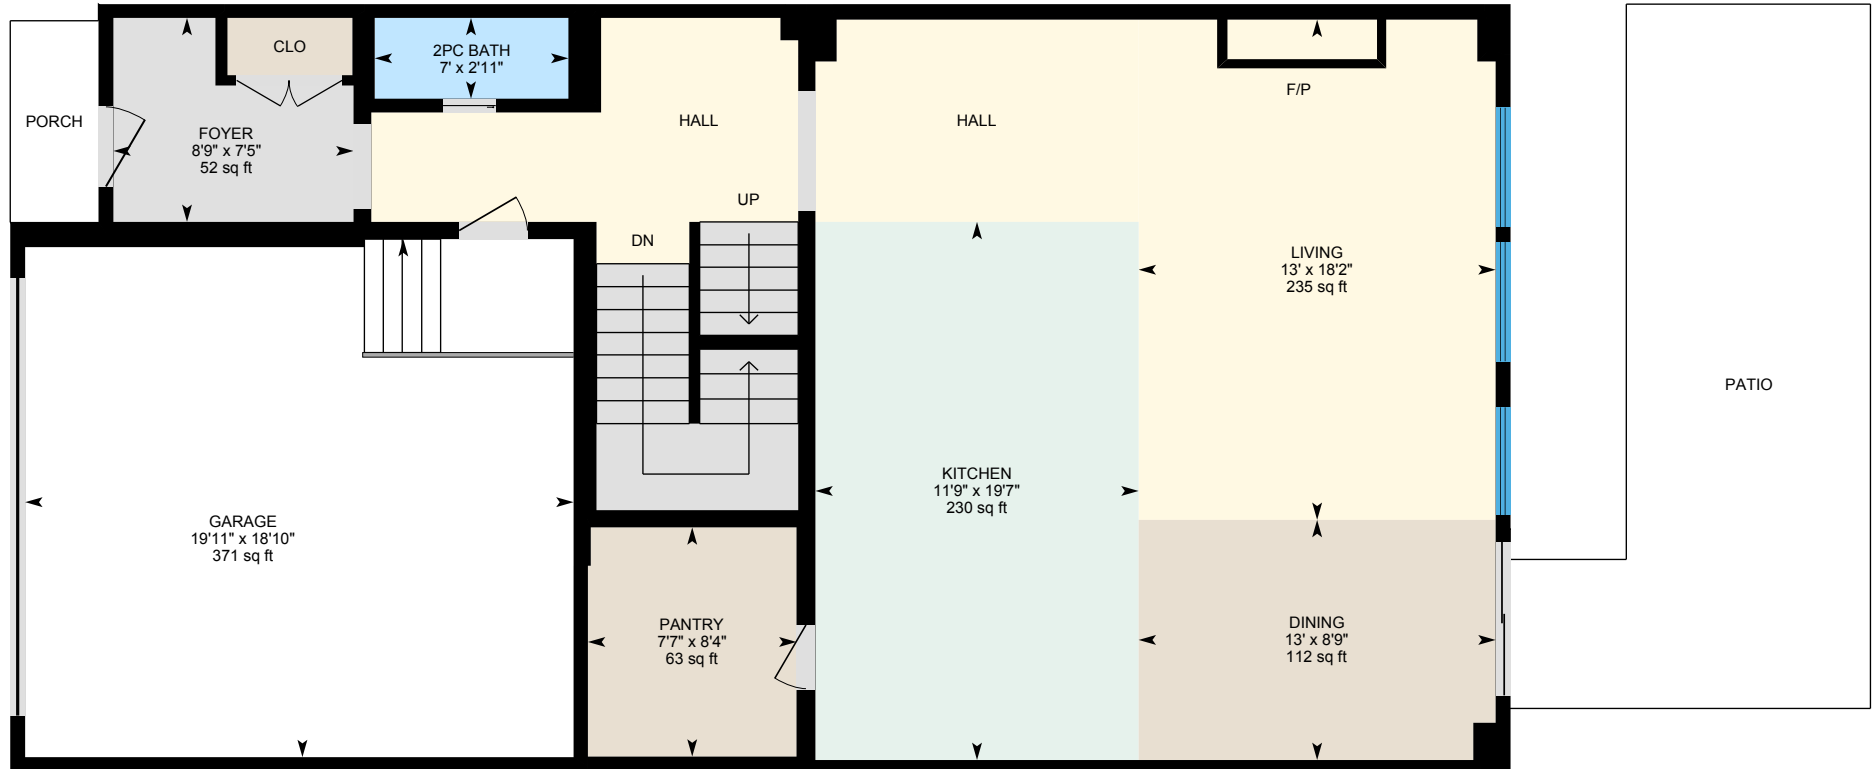 CLO
2PC BATH
7' x 2'11"
F/P
PORCH
FOYER
8'9" x 7'5"
52 sq ft
HALL
HALL
UP
DN
LIVING
13' x 18'2"
235 sq ft
PATIO
KITCHEN
11'9" x 19'7"
230 sq ft
GARAGE
19'11" x 18'10"
371 sq ft
PANTRY
7'7" x 8'4"
63 sq ft
DINING
13' x 8'9"
112 sq ft